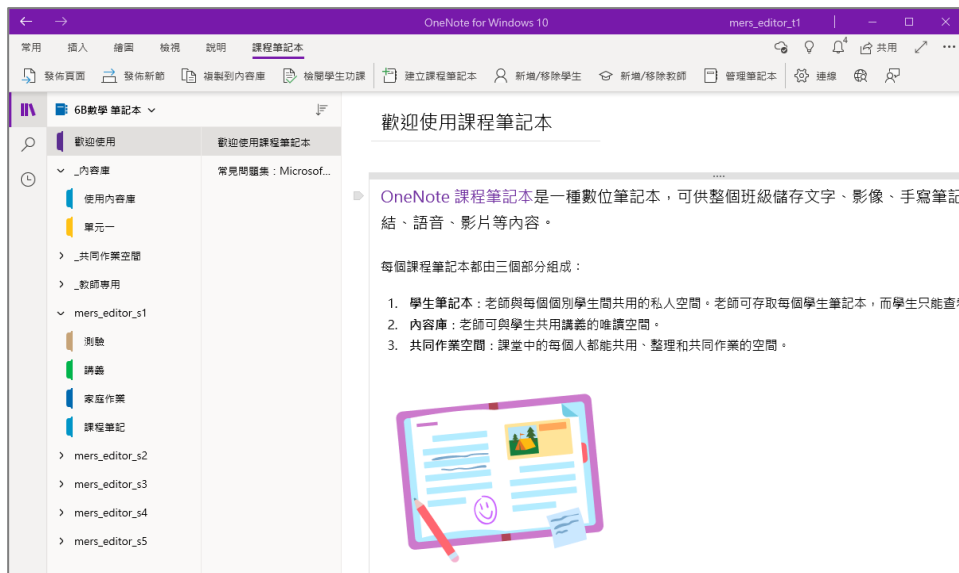 OneNote for Windows 10
mers_editor_t1
常用 插入 繪圖 檢視 說明 課程筆記本
4 共用
發佈頁面 發佈新節 複製到內容庫 檢閱學生功課 建立課程筆記本 新增/移除學生 新增/移除教師 管理筆記本 連線
6B數學 筆記本
歡迎使用
_內容庫
使用內容庫
單元一
_共同作業空間
_教師專用
mers_editor_s1
測驗
講義
家庭作業
課程筆記
mers_editor_s2
mers_editor_s3
mers_editor_s4
mers_editor_s5
歡迎使用課程筆記本
常見問題集：Microsof...
歡迎使用課程筆記本
OneNote 課程筆記本是一種數位筆記本，可供整個班級儲存文字、影像、手寫筆記
結、語音、影片等內容。
每個課程筆記本都由三個部分組成：
1. 學生筆記本：老師與每個個別學生間共用的私人空間。老師可存取每個學生筆記本，而學生只能查
2. 內容庫：老師可與學生共用講義的唯讀空間。
3. 共同作業空間：課堂中的每個人都能共用、整理和共同作業的空間。